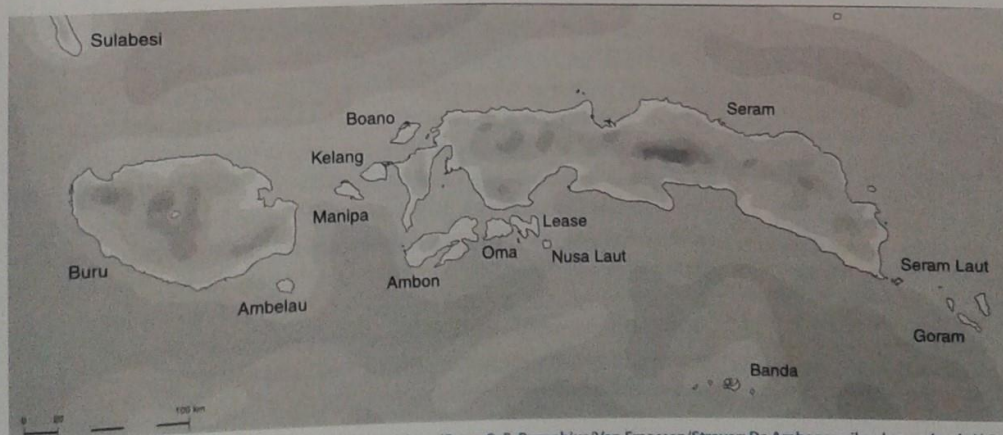 Sulabesi
Boano
Seram
Kelang
Manipa
Lease
Oma
Nusa Laut
Buru
Ambon
Seram Laut
Ambelau
Goram
Banda
100 km